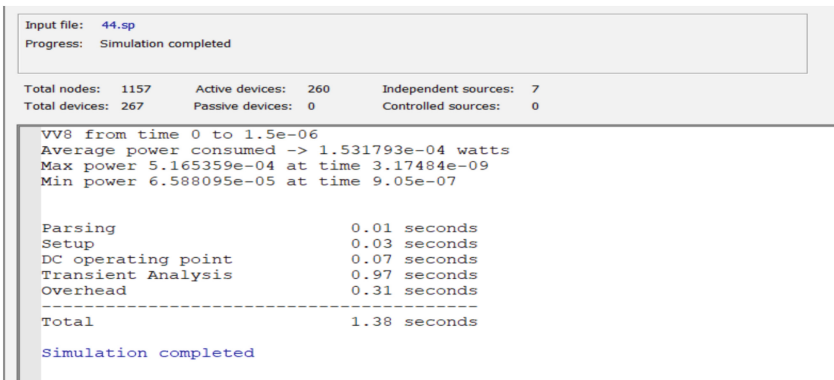 Input file: 44.sp
Progress: Simulation completed
Total nodes: 1157 Active devices: 260 Independent sources: 7
Total devices: 267 Passive devices: 0 Controlled sources: 0
VV8 from time 0 to 1.5e-06
Average power consumed -> 1.531793e-04 watts
Max power 5.165359e-04 at time 3.17484e-09
Min power 6.588095e-05 at time 9.05e-07
Parsing 0.01 seconds
Setup 0.03 seconds
DC operating point 0.07 seconds
Transient Analysis 0.97 seconds
Overhead 0.31 seconds
-----------------------------------------
Total 1.38 seconds
Simulation completed